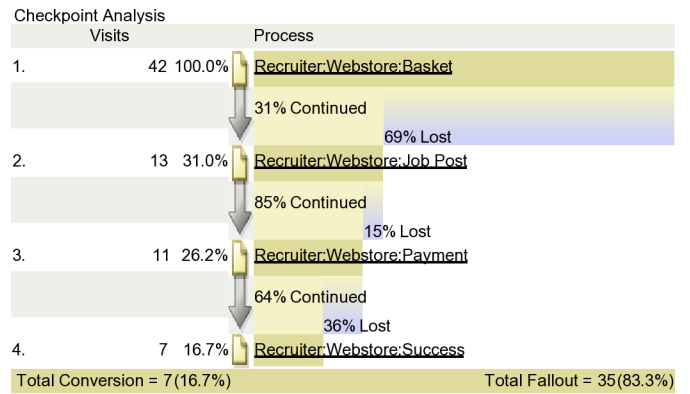 Checkpoint Analysis
Visits Process
1. 42 100.0% Recruiter:Webstore:Basket
31% Continued
69% Lost
2. 13 31.0% Recruiter:Webstore:Job Post
85% Continued
15% Lost
3. 11 26.2% Recruiter:Webstore:Payment
64% Continued
36% Lost
4. 7 16.7% Recruiter:Webstore:Success
Total Conversion = 7(16.7%) Total Fallout = 35(83.3%)